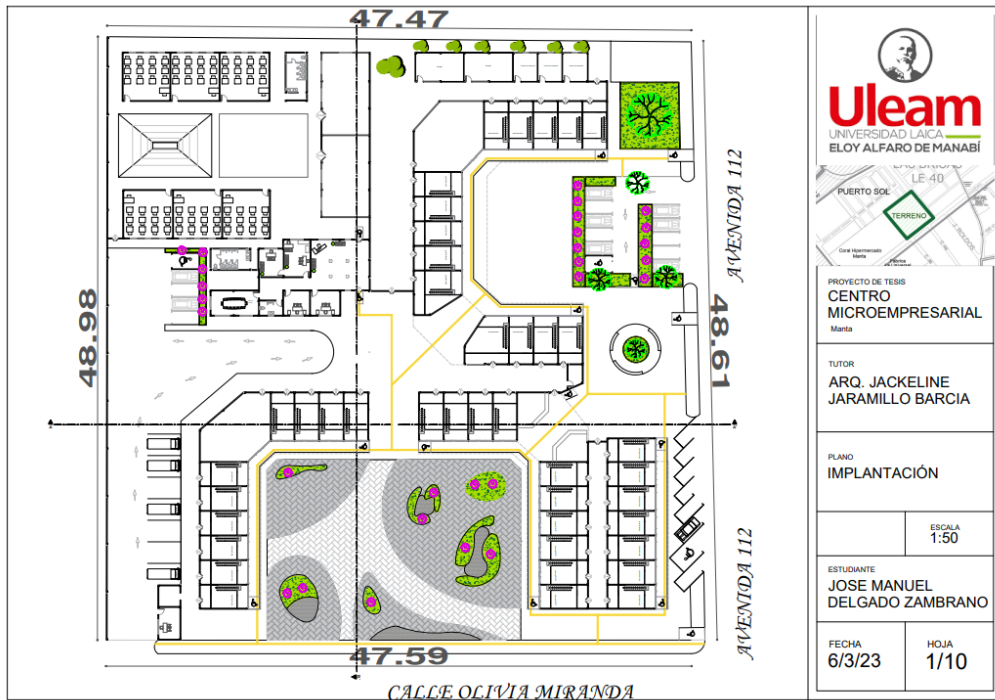 47.47
48.98
AVENIDA 112
48.61
AVENIDA 112
47.59
CALLE OLIVIA MIRANDA
Uleam
UNIVERSIDAD LAICA
ELOY ALFARO DE MANABÍ
LE 40
PUERTO SOL
TERRENO
PROYECTO DE TESIS
CENTRO
MICROEMPRESARIAL
Manta
TUTOR
ARQ. JACKELINE
JARAMILLO BARCIA
PLANO
IMPLANTACIÓN
ESCALA
1:50
ESTUDIANTE
JOSE MANUEL
DELGADO ZAMBRANO
FECHA
6/3/23
HOJA
1/10